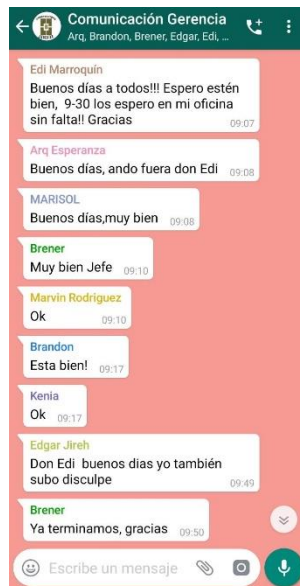 Comunicación Gerencia
Arq, Brandon, Brener, Edgar, Edi, ...
Edi Marroquín
Buenos días a todos!!! Espero estén
bien, 9-30 los espero en mi oficina
sin falta!! Gracias
09:07
Arq Esperanza
Buenos días, ando fuera don Edi 09:08
MARISOL
Buenos días,muy bien 09:08
Brener
Muy bien Jefe 09:10
Marvin Rodriguez
Ok 09:10
Brandon
Esta bien! 09:17
Kenia
Ok 09:17
Edgar Jireh
Don Edi buenos dias yo también
subo disculpe 09:49
Brener
Ya terminamos, gracias 09:50
Escribe un mensaje